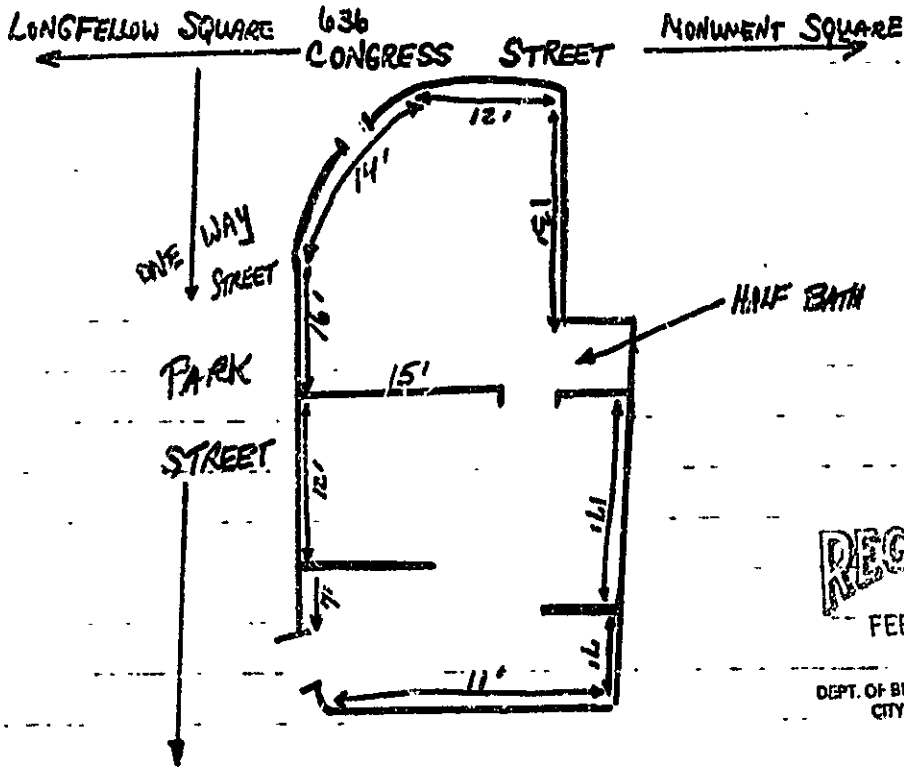 LONGFELLOW SQUARE 636 MONUMENT SQUARE
CONGRESS STREET
12'
14'
15'
ONE WAY
STREET
16'
HALF BATH
PARK
15'
STREET
12'
17'
7'
7'
11'
FEE
DEPT. OF
CITY